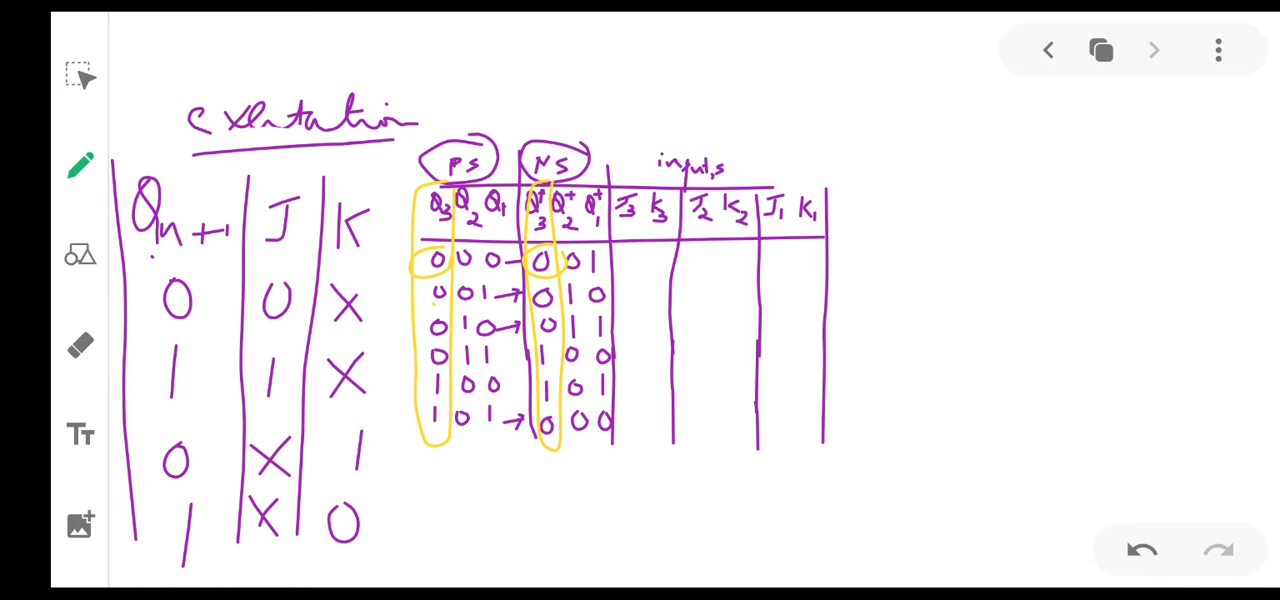 exentation
PS NS inputs
Qn+1 J K
0 0 X
1 1 X
0 X 1
1 X 0
Q3 Q2 Q1 Q3+ Q2+ Q1+ J3 K3 J2 K2 J1 K1
0 0 0 → 0 0 1
0 0 1 → 0 1 0
0 1 0 → 0 1 1
0 1 1 1 0 0
1 0 0 1 0 1
1 0 1 → 0 0 0
Tт